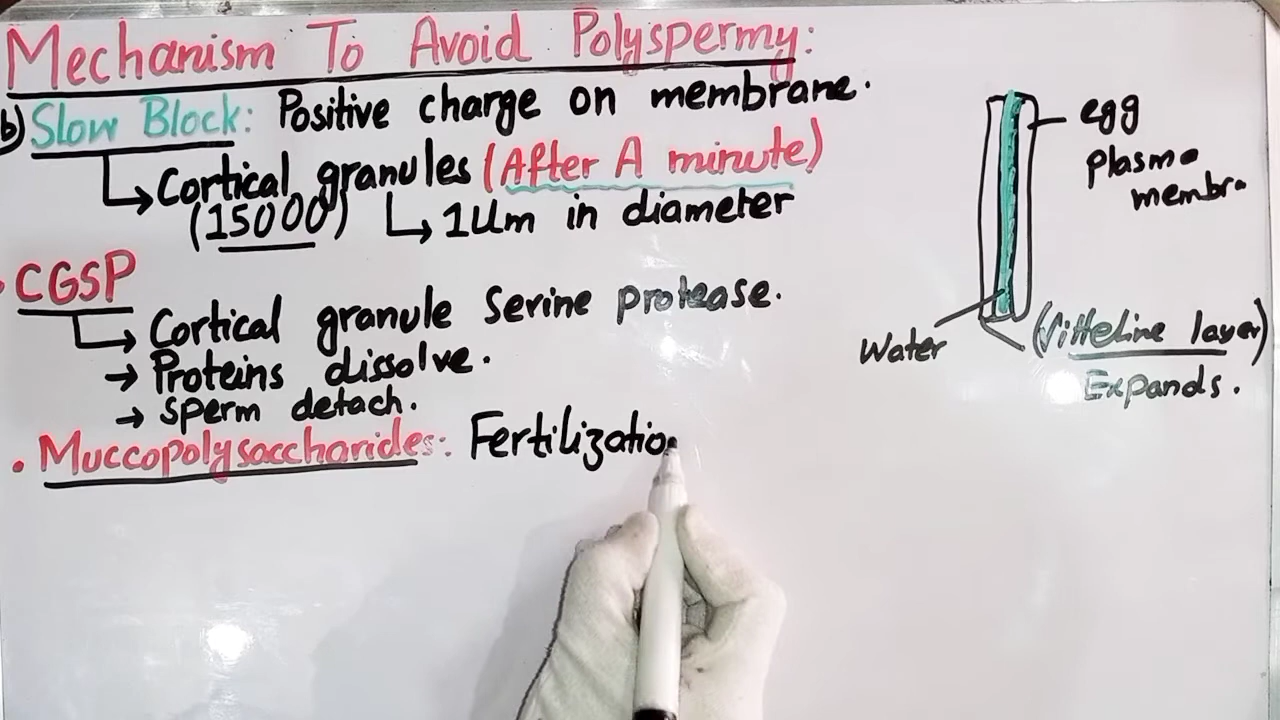 Mechanism To Avoid Polyspermy:
b) Slow Block: Positive charge on membrane.
Cortical granules (After A minute)
(15000) 1Um in diameter
CGSP
Cortical granule Serine protease.
Proteins dissolve.
Sperm detach.
Muccopolysaccharides: Fertilization
egg
Plasma
membra
Water
(Vitteline layer)
Expands.